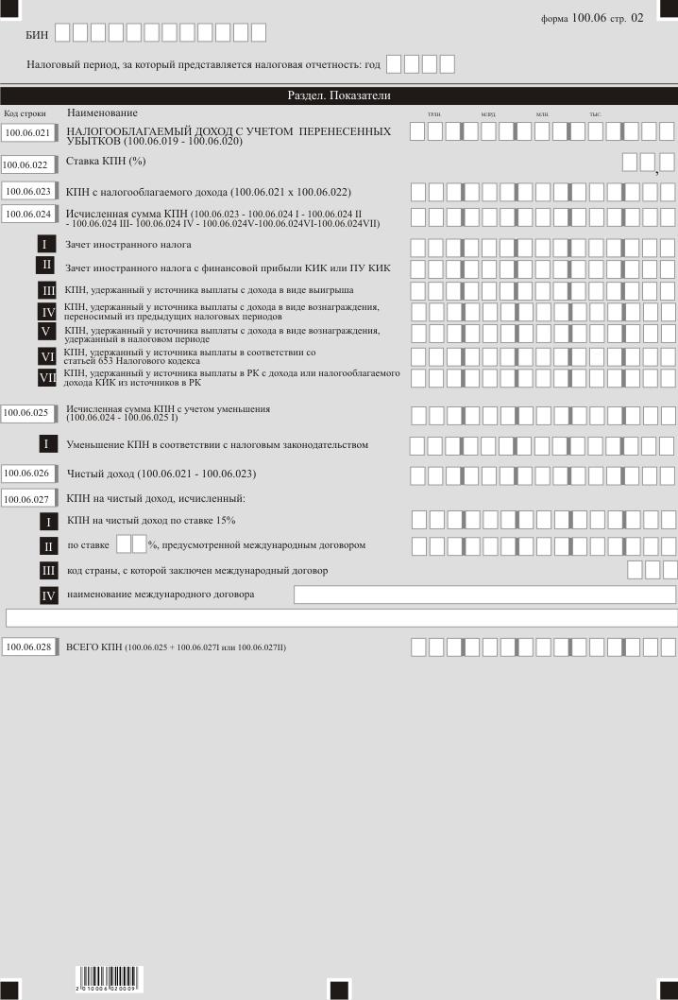 форма 100.06 стр. 02
БИН
Налоговый период, за который представляется налоговая отчетность: год
Раздел. Показатели
Код строки Наименование ТРЛН. МЛРД. МЛН. ТЫС.
100.06.021 НАЛОГООБЛАГАЕМЫЙ ДОХОД С УЧЕТОМ ПЕРЕНЕСЕННЫХ
УБЫТКОВ (100.06.019 - 100.06.020)
100.06.022 Ставка КПН (%) ,
100.06.023 КПН с налогооблагаемого дохода (100.06.021 х 100.06.022)
100.06.024 Исчисленная сумма КПН (100.06.023 - 100.06.024 I - 100.06.024 II
- 100.06.024 III- 100.06.024 IV - 100.06.024V-100.06.024VI-100.06.024VII)
I Зачет иностранного налога
II Зачет иностранного налога с финансовой прибыли КИК или ПУ КИК
III КПН, удержанный у источника выплаты с дохода в виде выигрыша
IV КПН, удержанный у источника выплаты с дохода в виде вознаграждения,
переносимый из предыдущих налоговых периодов
V КПН, удержанный у источника выплаты с дохода в виде вознаграждения,
удержанный в налоговом периоде
VI КПН, удержанный у источника выплаты в соответствии со
статьей 653 Налогового кодекса
VII КПН, удержанный у источника выплаты в РК с дохода или налогооблагаемого
дохода КИК из источников в РК
100.06.025 Исчисленная сумма КПН с учетом уменьшения
(100.06.024 - 100.06.025 I)
I Уменьшение КПН в соответствии с налоговым законодательством
100.06.026 Чистый доход (100.06.021 - 100.06.023)
100.06.027 КПН на чистый доход, исчисленный:
I КПН на чистый доход по ставке 15%
II по ставке %, предусмотренной международным договором
III код страны, с которой заключен международный договор
IV наименование международного договора
100.06.028 ВСЕГО КПН (100.06.025 + 100.06.027I или 100.06.027II)
2 010006 020009